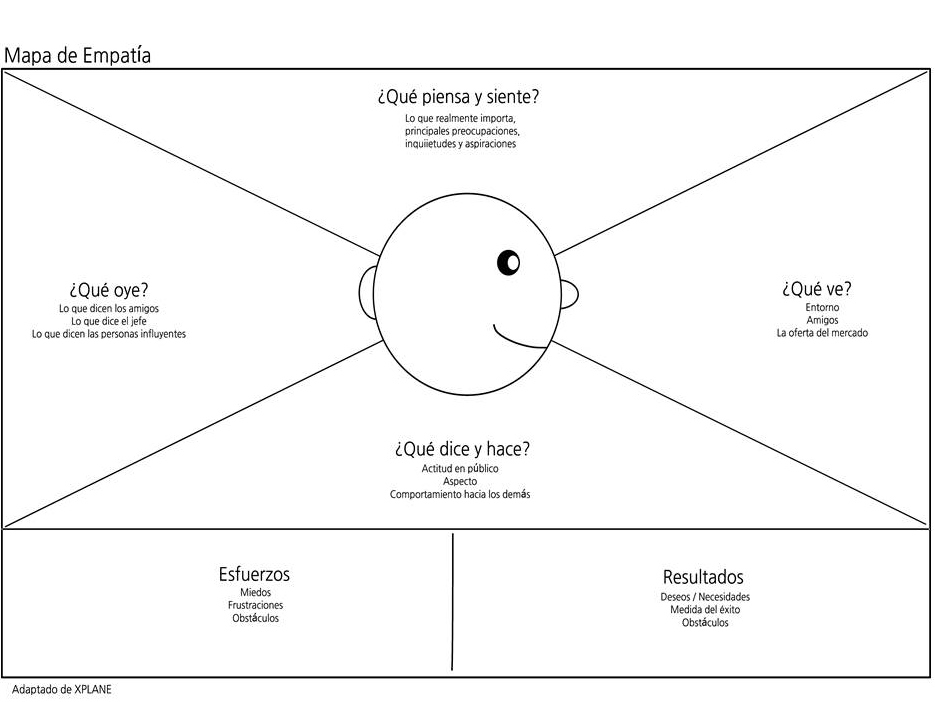 Mapa de Empatía
¿Qué piensa y siente?
Lo que realmente importa,
principales preocupaciones,
inquiietudes y aspiraciones
¿Qué oye?
Lo que dicen los amigos
Lo que dice el jefe
Lo que dicen las personas influyentes
¿Qué ve?
Entorno
Amigos
La oferta del mercado
¿Qué dice y hace?
Actitud en público
Aspecto
Comportamiento hacia los demás
Esfuerzos
Miedos
Frustraciones
Obstáculos
Resultados
Deseos / Necesidades
Medida del éxito
Obstáculos
Adaptado de XPLANE